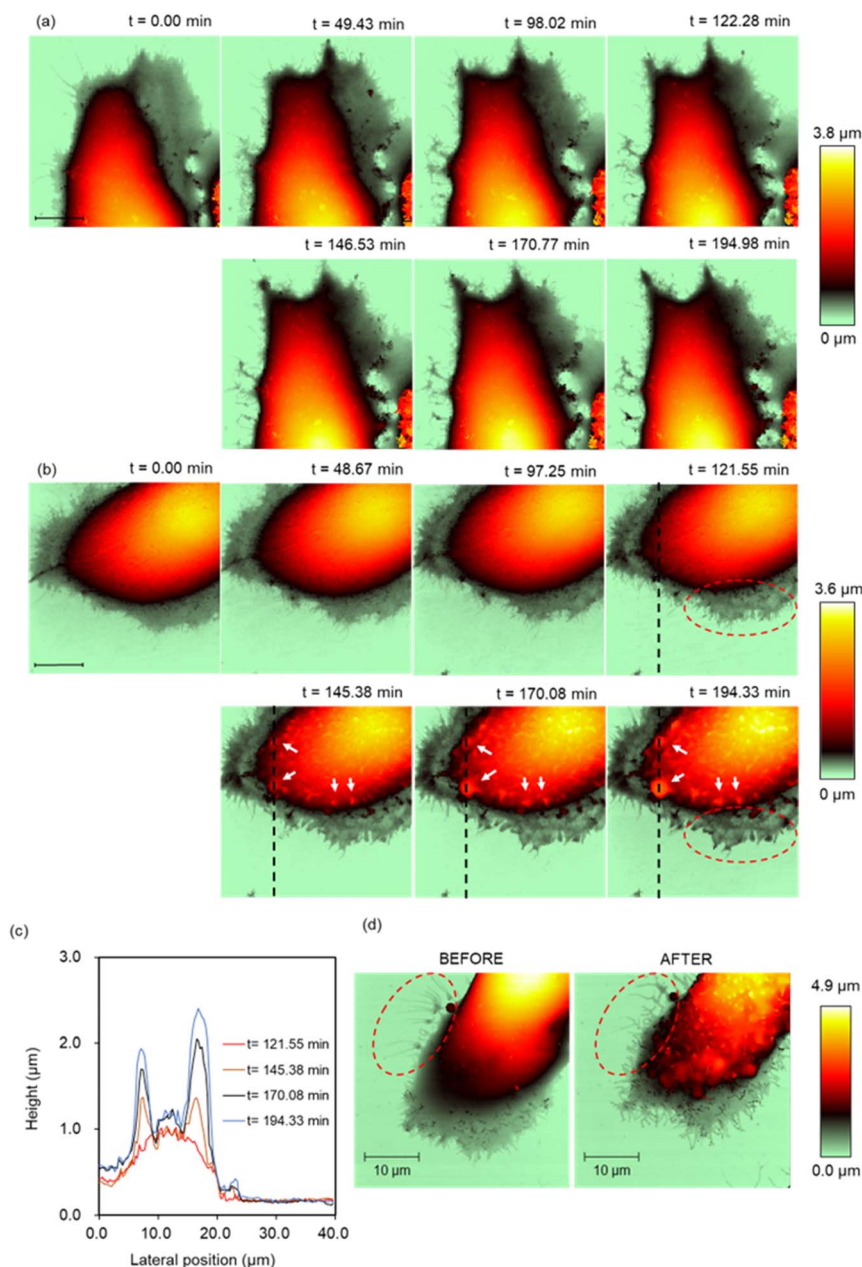 (a)
t = 0.00 min
t = 49.43 min
t = 98.02 min
t = 122.28 min
3.8 µm
0 µm
t = 146.53 min
t = 170.77 min
t = 194.98 min
(b)
t = 0.00 min
t = 48.67 min
t = 97.25 min
t = 121.55 min
3.6 µm
0 µm
t = 145.38 min
t = 170.08 min
t = 194.33 min
(c)
3.0
2.0
1.0
0.0
Height (µm)
t= 121.55 min
t= 145.38 min
t= 170.08 min
t= 194.33 min
0.0 10.0 20.0 30.0 40.0
Lateral position (µm)
(d)
BEFORE
AFTER
10 µm
10 µm
4.9 µm
0.0 µm